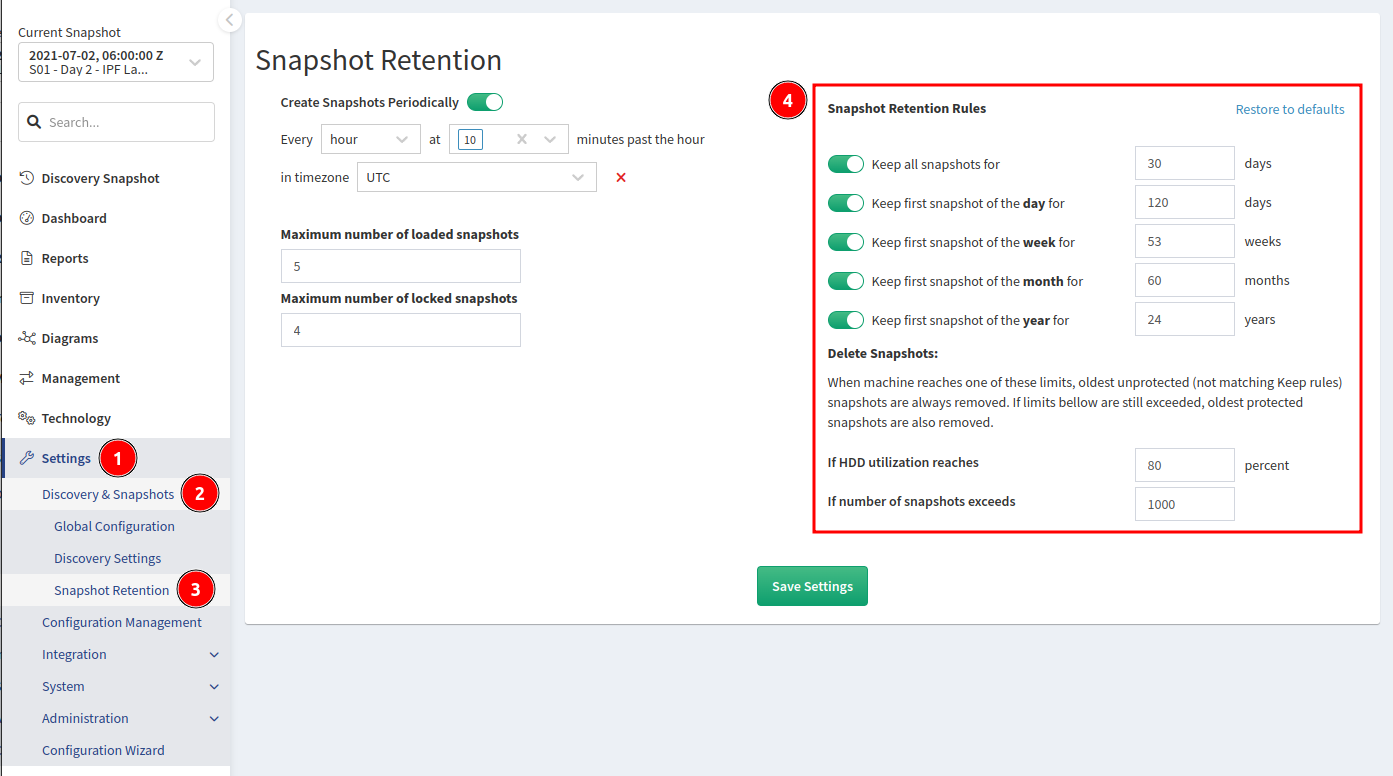 Current Snapshot
2021-07-02, 06:00:00 Z
S01 - Day 2 - IPF La...
Search...
Discovery Snapshot
Dashboard
Reports
Inventory
Diagrams
Management
Technology
Settings 1
Discovery & Snapshots 2
Global Configuration
Discovery Settings
Snapshot Retention 3
Configuration Management
Integration
System
Administration
Configuration Wizard
Snapshot Retention
Create Snapshots Periodically
Every hour at 10 minutes past the hour
in timezone UTC
Maximum number of loaded snapshots
5
Maximum number of locked snapshots
4
4
Snapshot Retention Rules Restore to defaults
Keep all snapshots for 30 days
Keep first snapshot of the day for 120 days
Keep first snapshot of the week for 53 weeks
Keep first snapshot of the month for 60 months
Keep first snapshot of the year for 24 years
Delete Snapshots:
When machine reaches one of these limits, oldest unprotected (not matching Keep rules)
snapshots are always removed. If limits bellow are still exceeded, oldest protected
snapshots are also removed.
If HDD utilization reaches 80 percent
If number of snapshots exceeds 1000
Save Settings